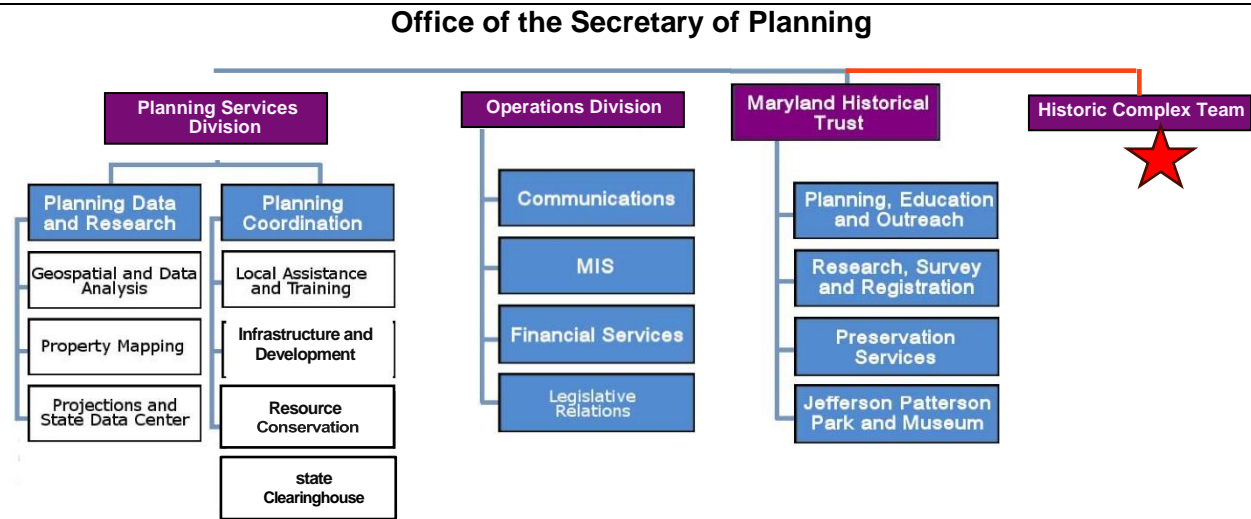 Office of the Secretary of Planning
Planning Services
Division
Planning Data
and Research
Geospatial and Data
Analysis
Property Mapping
Projections and
State Data Center
Planning
Coordination
Local Assistance
and Training
Infrastructure and
Development
Resource
Conservation
state
Clearinghouse
Operations Division
Communications
MIS
Financial Services
Legislative
Relations
Maryland Historical
Trust
Planning, Education
and Outreach
Research, Survey
and Registration
Preservation
Services
Jefferson Patterson
Park and Museum
Historic Complex Team